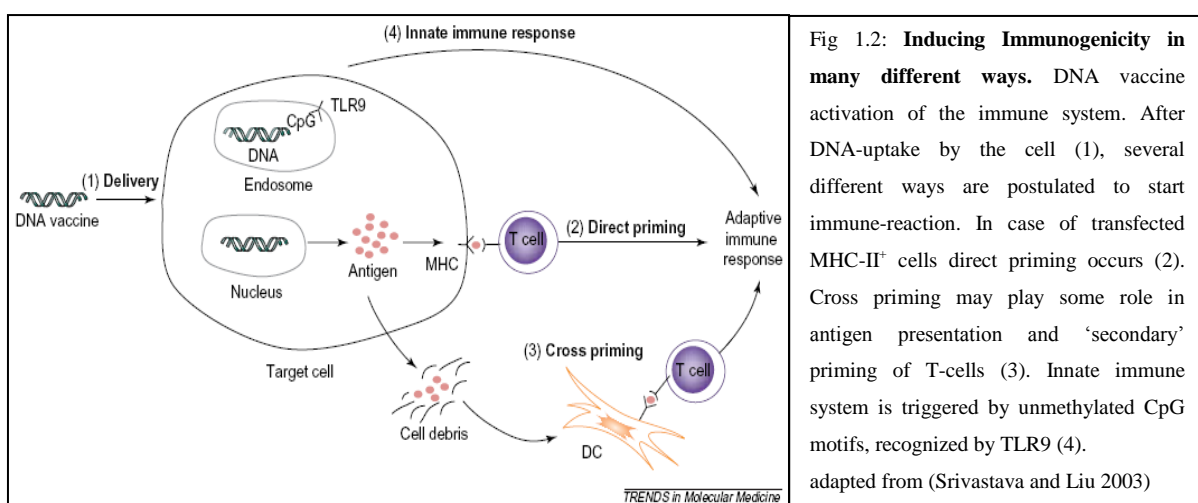 (4) Innate immune response
TLR9
CpG
DNA
Endosome
(1) Delivery
DNA vaccine
Nucleus
Antigen
MHC
T cell
(2) Direct priming
Adaptive
immune
response
Target cell
(3) Cross priming
T cell
Cell debris
DC
TRENDS in Molecular Medicine
Fig 1.2: Inducing Immunogenicity in
many different ways. DNA vaccine
activation of the immune system. After
DNA-uptake by the cell (1), several
different ways are postulated to start
immune-reaction. In case of transfected
MHC-II⁺ cells direct priming occurs (2).
Cross priming may play some role in
antigen presentation and ‘secondary’
priming of T-cells (3). Innate immune
system is triggered by unmethylated CpG
motifs, recognized by TLR9 (4).
adapted from (Srivastava and Liu 2003)